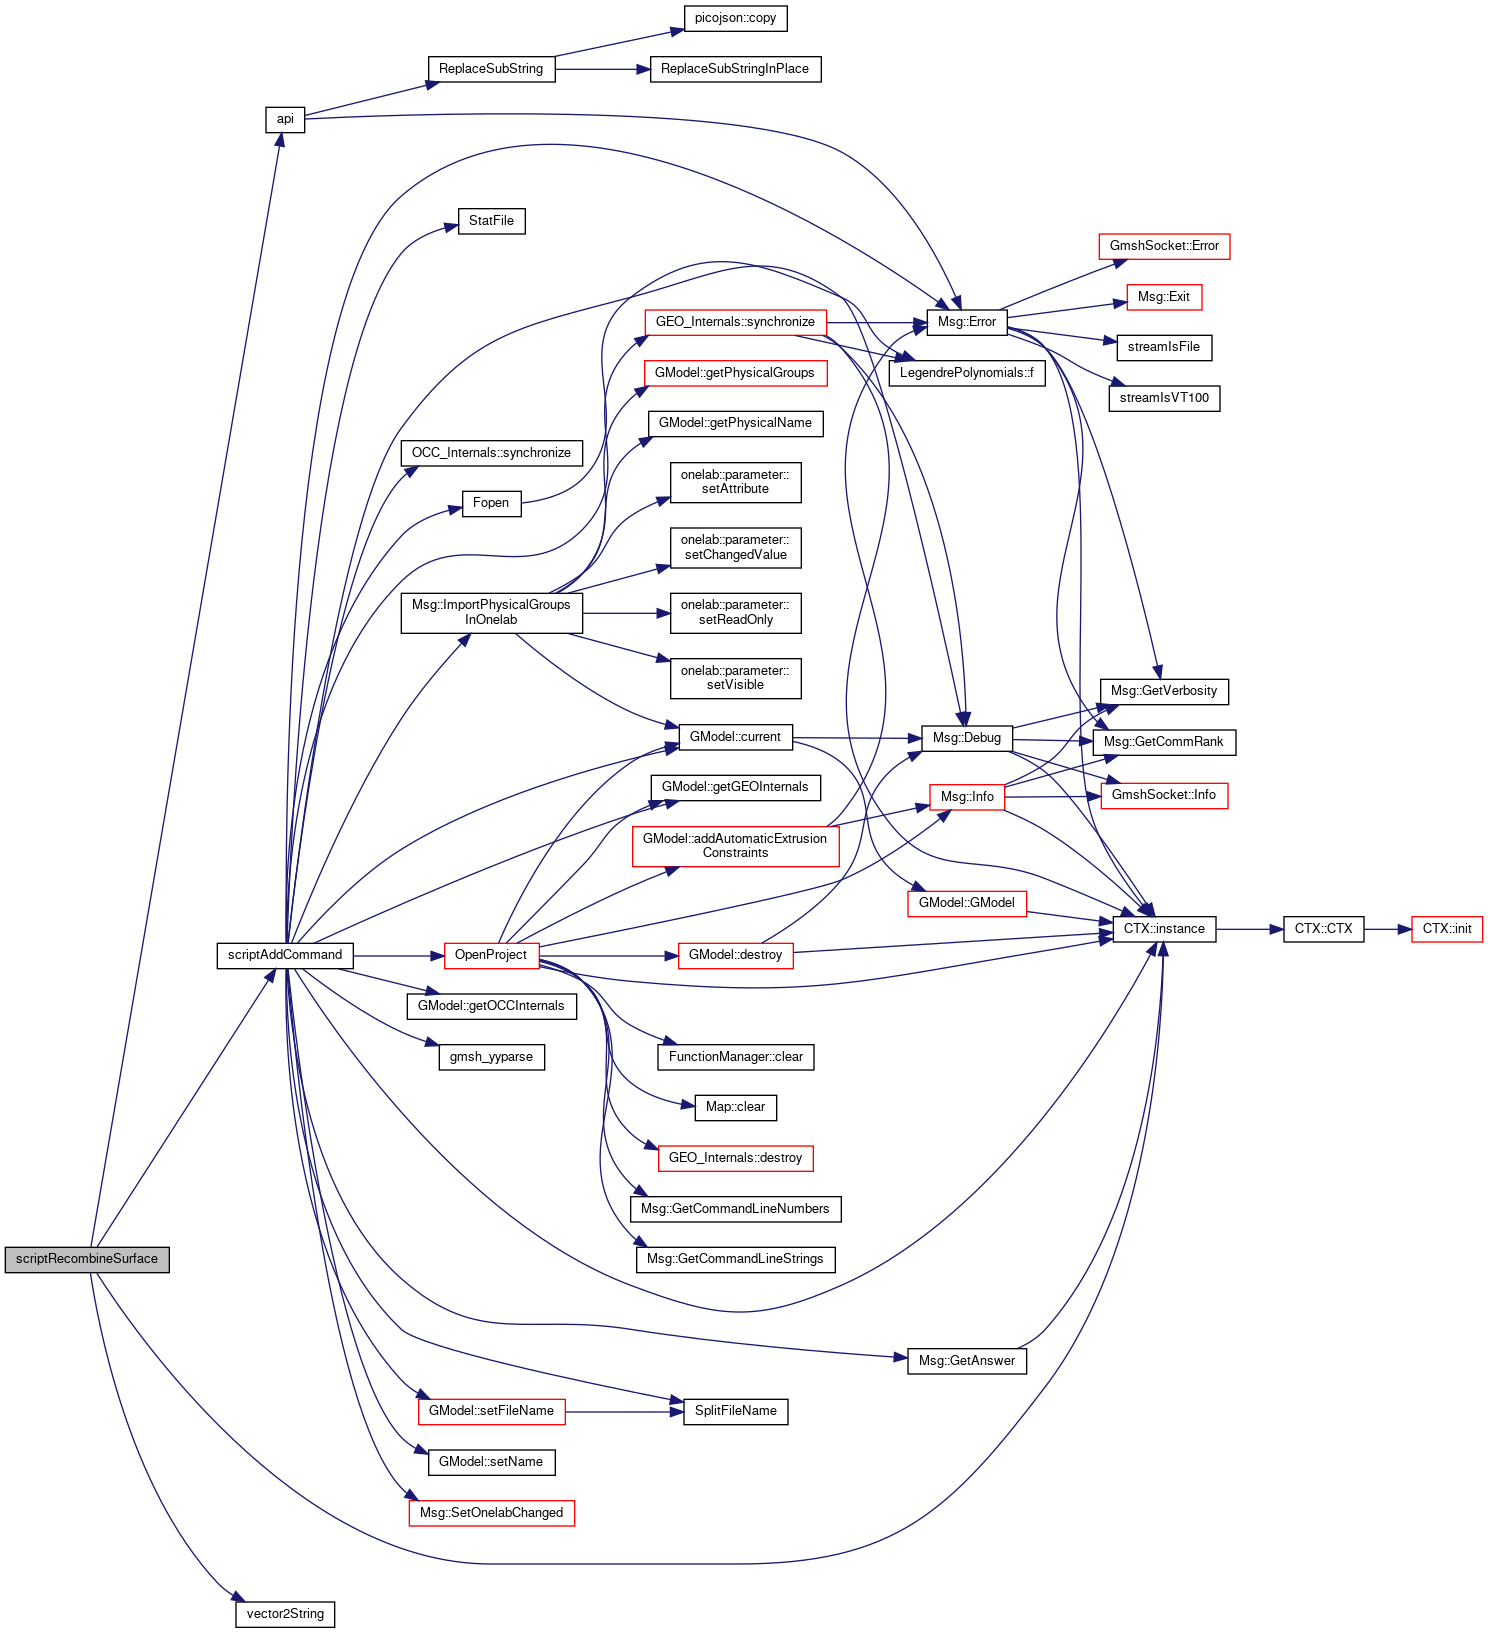 picojson::copy
ReplaceSubString
ReplaceSubStringInPlace
api
StatFile
GmshSocket::Error
Msg::Exit
GEO_Internals::synchronize
Msg::Error
streamIsFile
GModel::getPhysicalGroups
LegendrePolynomials::f
streamIsVT100
GModel::getPhysicalName
OCC_Internals::synchronize
onelab::parameter::
setAttribute
Fopen
onelab::parameter::
setChangedValue
Msg::ImportPhysicalGroups
InOnelab
onelab::parameter::
setReadOnly
onelab::parameter::
setVisible
Msg::GetVerbosity
GModel::current
Msg::Debug
Msg::GetCommRank
GModel::getGEOInternals
Msg::Info
GmshSocket::Info
GModel::addAutomaticExtrusion
Constraints
GModel::GModel
CTX::instance
CTX::CTX
CTX::init
scriptAddCommand
OpenProject
GModel::destroy
GModel::getOCCInternals
gmsh_yyparse
FunctionManager::clear
Map::clear
GEO_Internals::destroy
Msg::GetCommandLineNumbers
scriptRecombineSurface
Msg::GetCommandLineStrings
Msg::GetAnswer
GModel::setFileName
SplitFileName
GModel::setName
Msg::SetOnelabChanged
vector2String